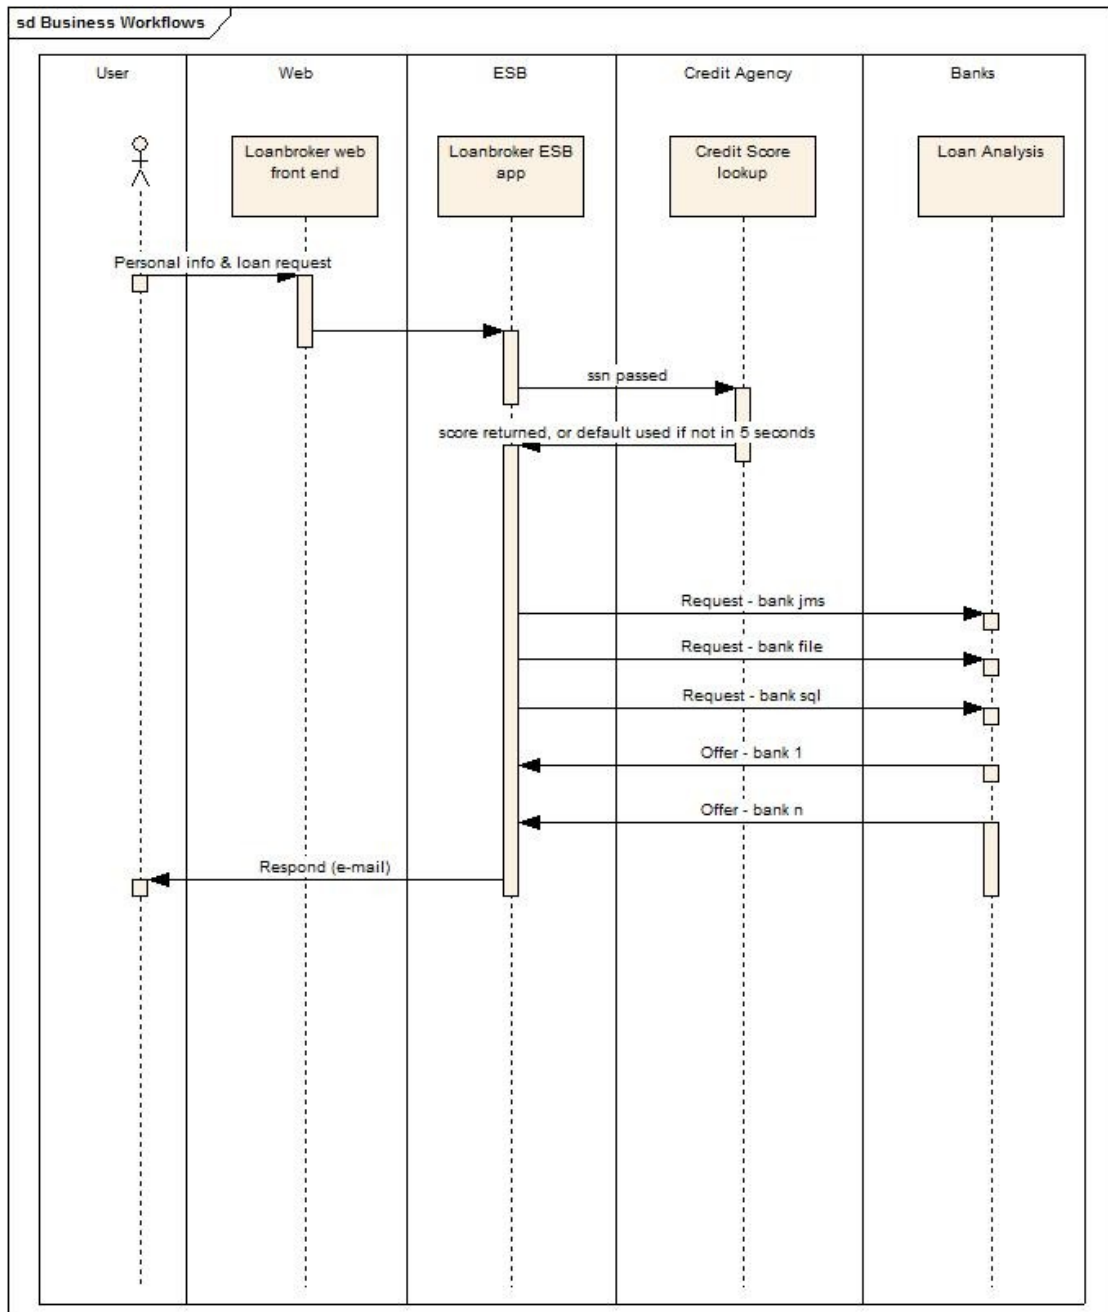 sd Business Workflows
User
Web
ESB
Credit Agency
Banks
Loanbroker web
front end
Loanbroker ESB
app
Credit Score
lookup
Loan Analysis
Personal info & loan request
ssn passed
score returned, or default used if not in 5 seconds
Request - bank jms
Request - bank file
Request - bank sql
Offer - bank 1
Offer - bank n
Respond (e-mail)